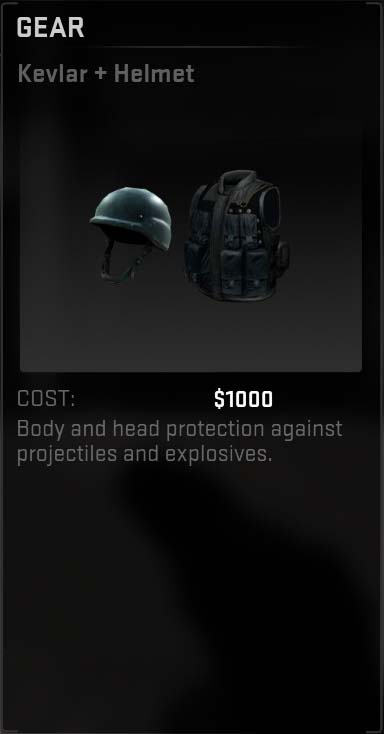 GEAR
Kevlar + Helmet
COST: $1000
Body and head protection against
projectiles and explosives.